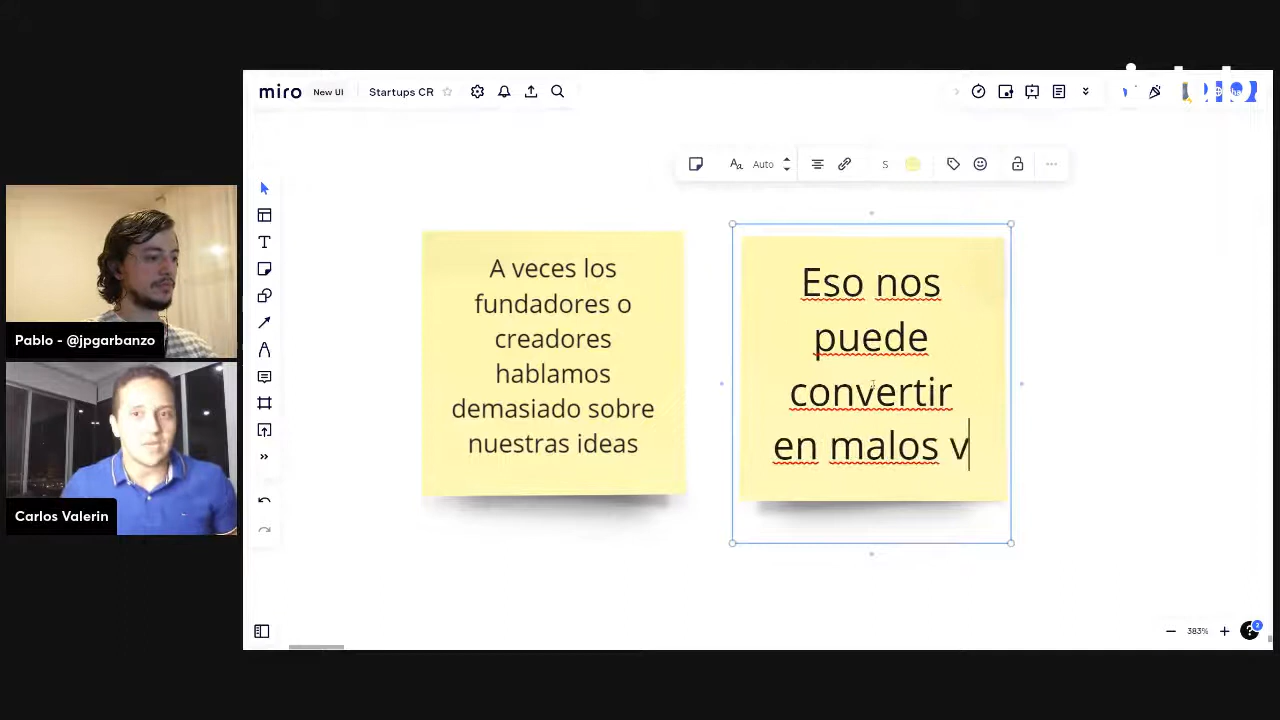 miro
New UI
Startups CR
Auto
S
A veces los
fundadores o
creadores
hablamos
demasiado sobre
nuestras ideas
Eso nos
puede
convertir
en malos v
Pablo - @jpgarbanzo
Carlos Valerin
383%
?
2